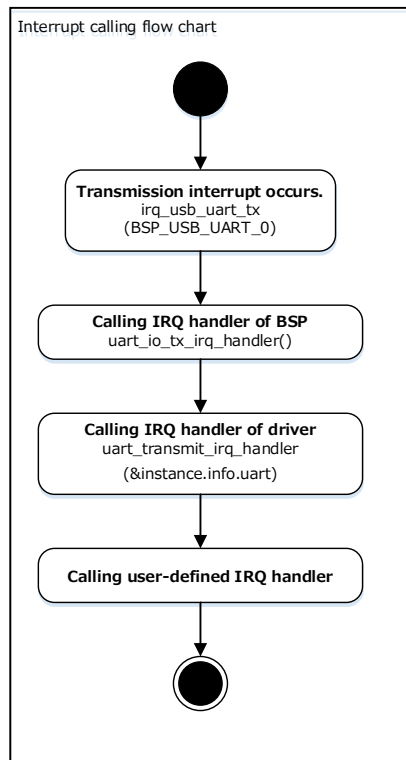 Interrupt calling flow chart
Transmission interrupt occurs.
irq_usb_uart_tx
(BSP_USB_UART_0)
Calling IRQ handler of BSP
uart_io_tx_irq_handler()
Calling IRQ handler of driver
uart_transmit_irq_handler
(&instance.info.uart)
Calling user-defined IRQ handler